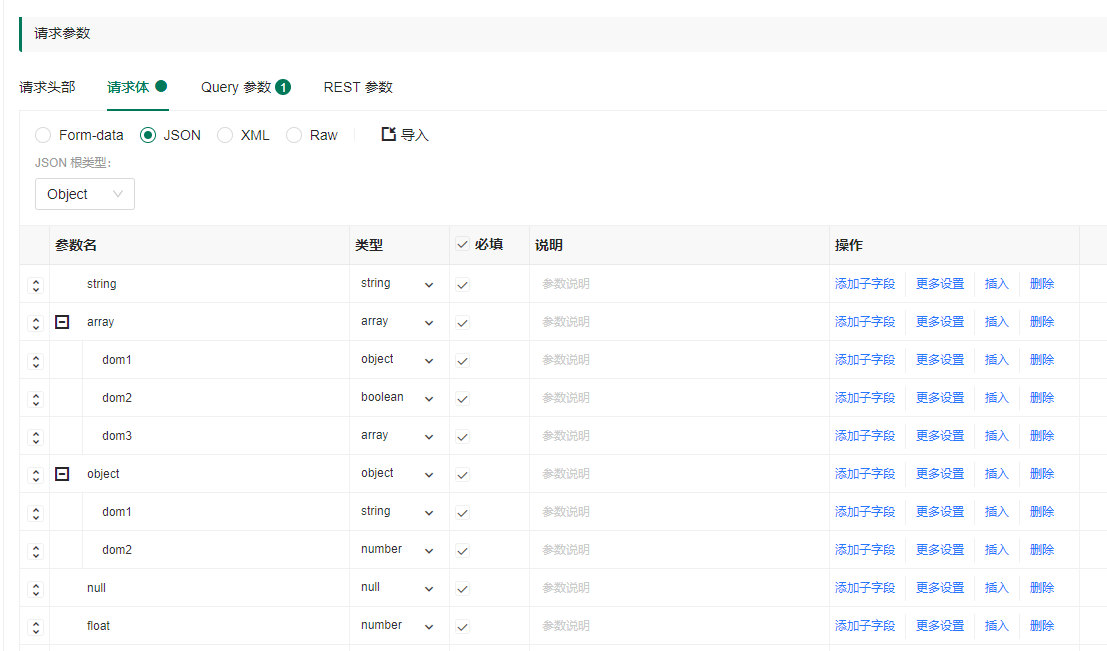 请求参数
请求头部 请求体 Query 参数 1 REST 参数
Form-data JSON XML Raw 导入
JSON 根类型:
Object
参数名 类型 必填 说明 操作
string string 参数说明 添加子字段 更多设置 插入 删除
array array 参数说明 添加子字段 更多设置 插入 删除
dom1 object 参数说明 添加子字段 更多设置 插入 删除
dom2 boolean 参数说明 添加子字段 更多设置 插入 删除
dom3 array 参数说明 添加子字段 更多设置 插入 删除
object object 参数说明 添加子字段 更多设置 插入 删除
dom1 string 参数说明 添加子字段 更多设置 插入 删除
dom2 number 参数说明 添加子字段 更多设置 插入 删除
null null 参数说明 添加子字段 更多设置 插入 删除
float number 参数说明 添加子字段 更多设置 插入 删除